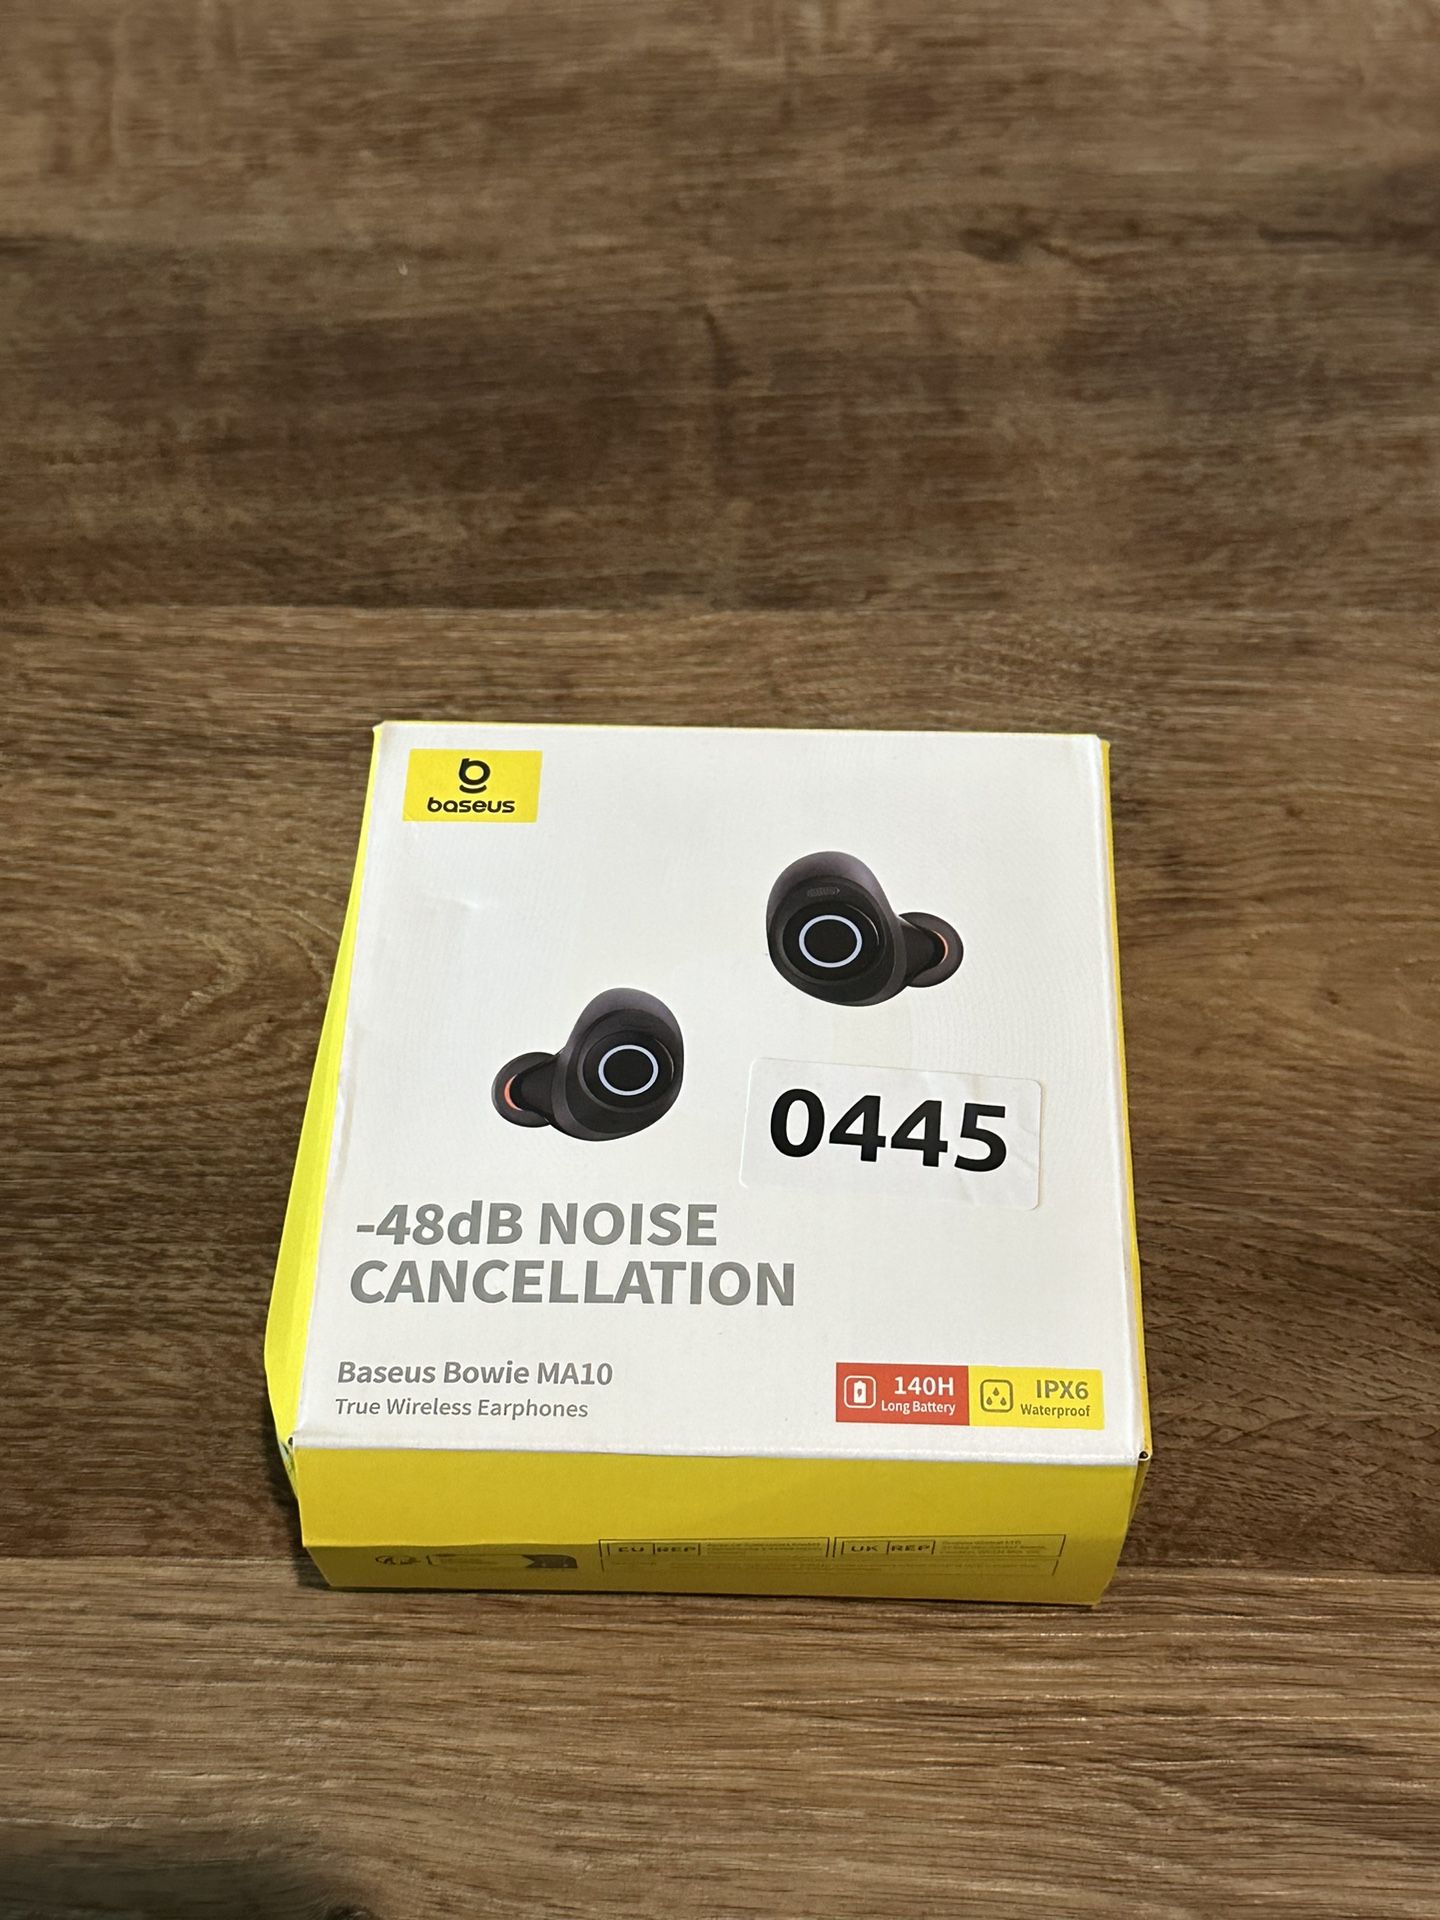 baseus
0445
-48dB NOISE
CANCELLATION
Baseus Bowie MA10
True Wireless Earphones
140H
Long Battery
IPX6
Waterproof
EU REP
UK REP